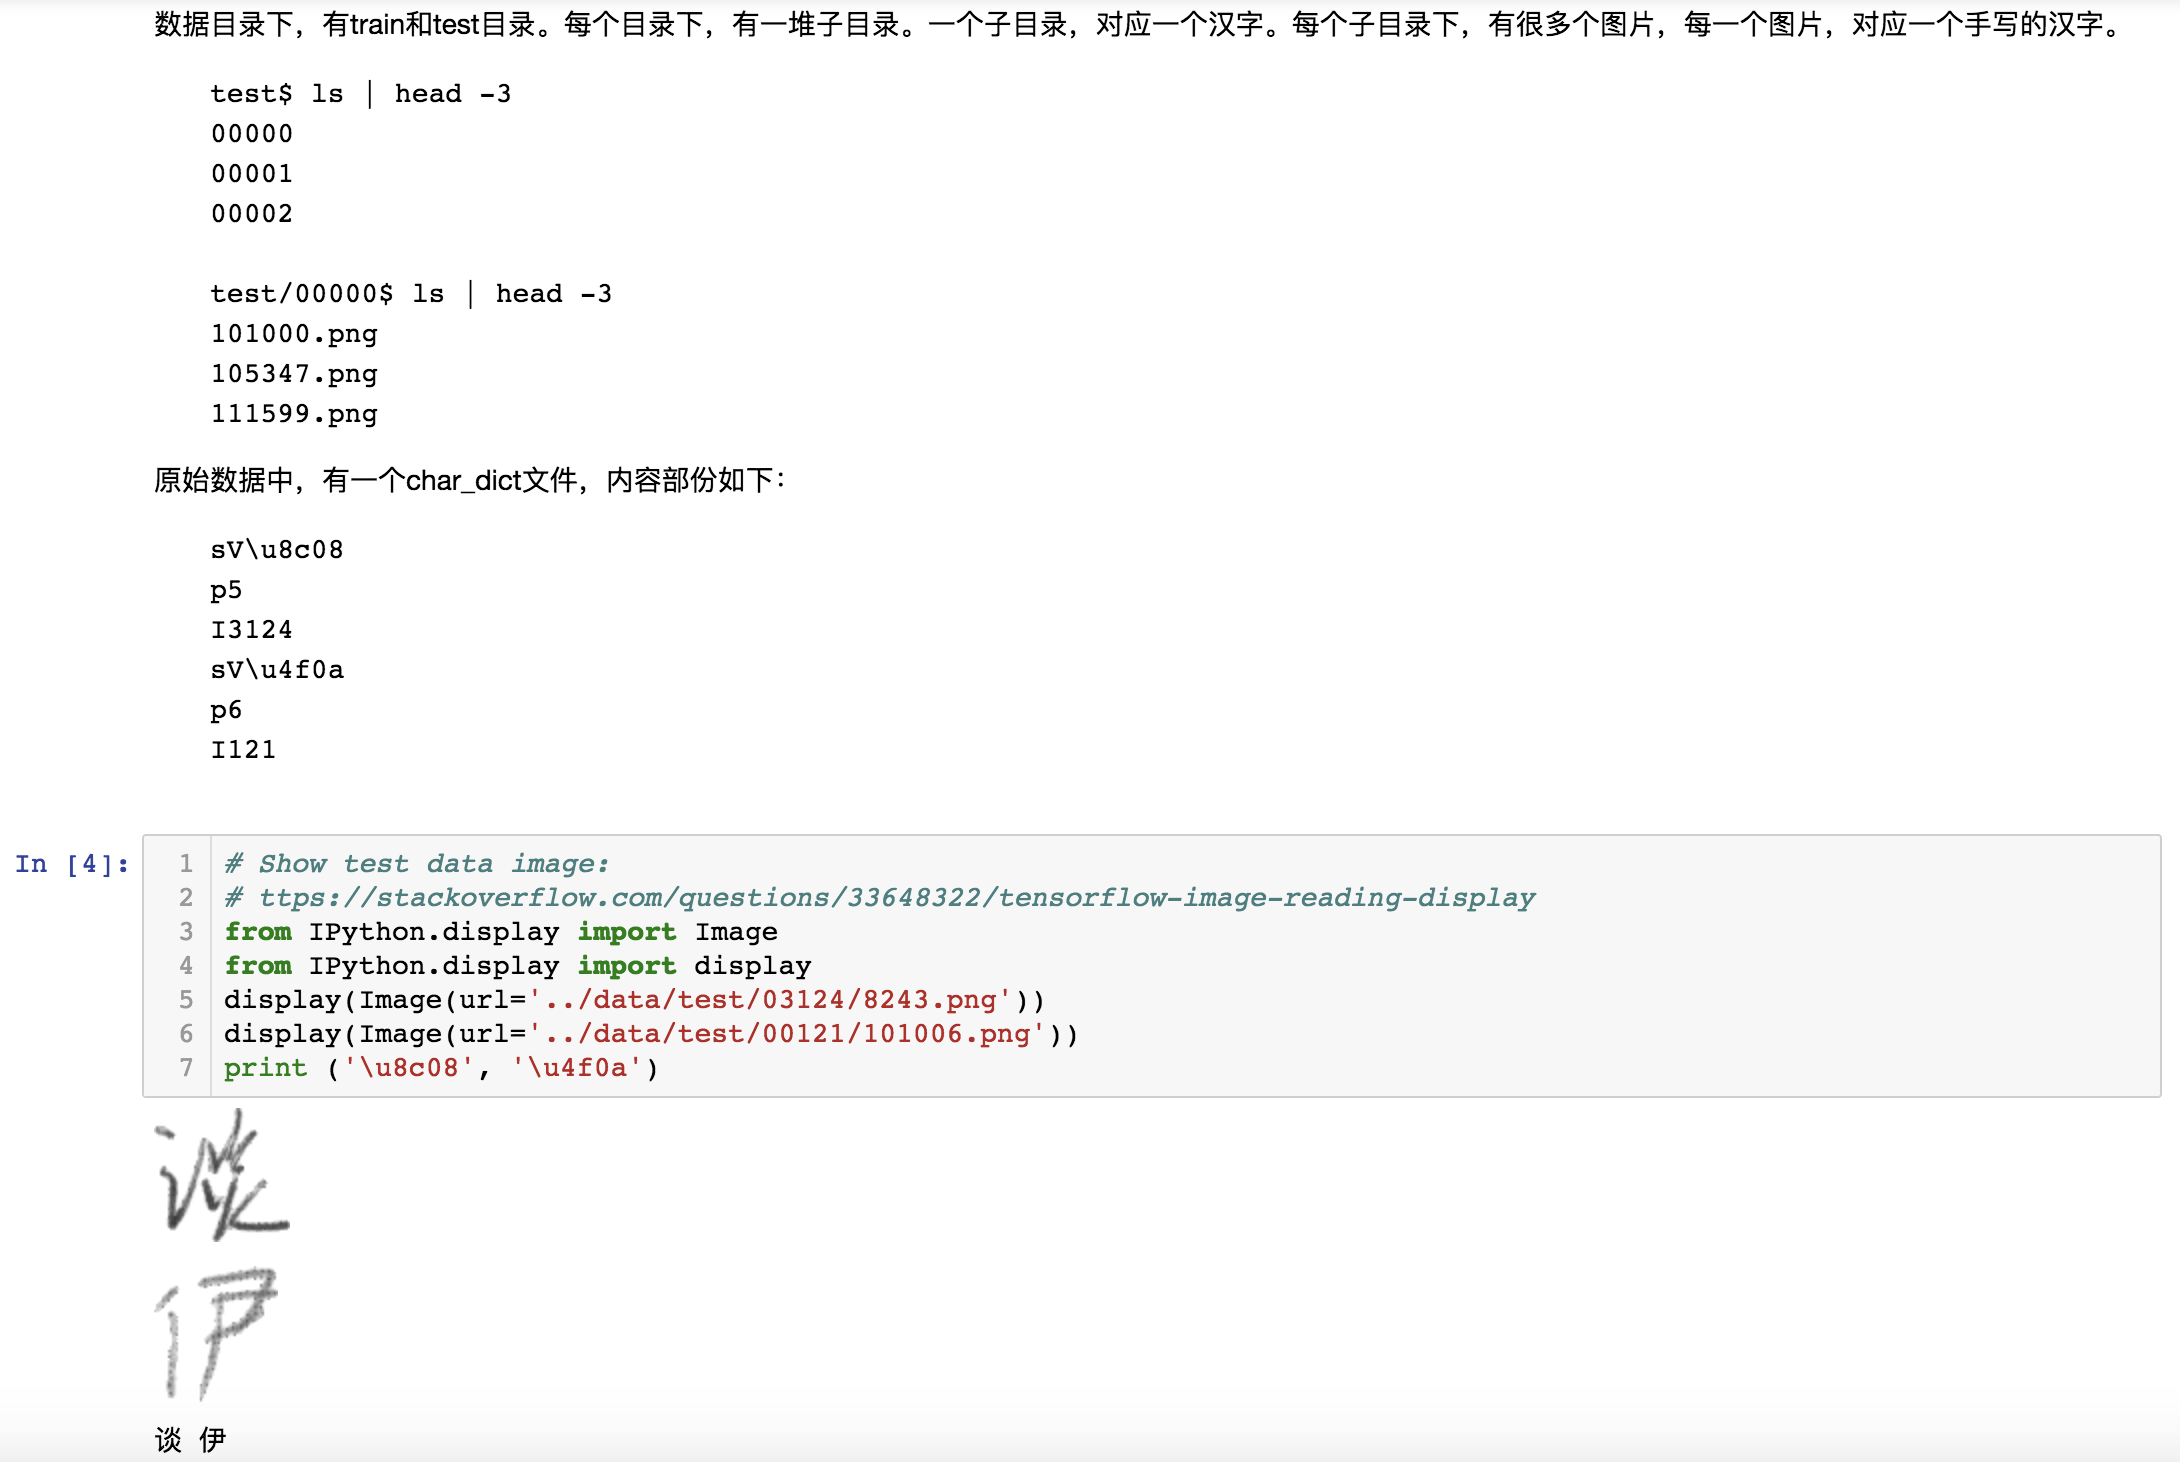 数据目录下，有train和test目录。每个目录下，有一堆子目录。一个子目录，对应一个汉字。每个子目录下，有很多个图片，每一个图片，对应一个手写的汉字。
test$ ls | head -3
00000
00001
00002
test/00000$ ls | head -3
101000.png
105347.png
111599.png
原始数据中，有一个char_dict文件，内容部份如下：
sV\u8c08
p5
I3124
sV\u4f0a
p6
I121
In [4]:
1 # Show test data image:
2 # ttps://stackoverflow.com/questions/33648322/tensorflow-image-reading-display
3 from IPython.display import Image
4 from IPython.display import display
5 display(Image(url='../data/test/03124/8243.png'))
6 display(Image(url='../data/test/00121/101006.png'))
7 print ('\u8c08', '\u4f0a')
谈
伊
谈 伊